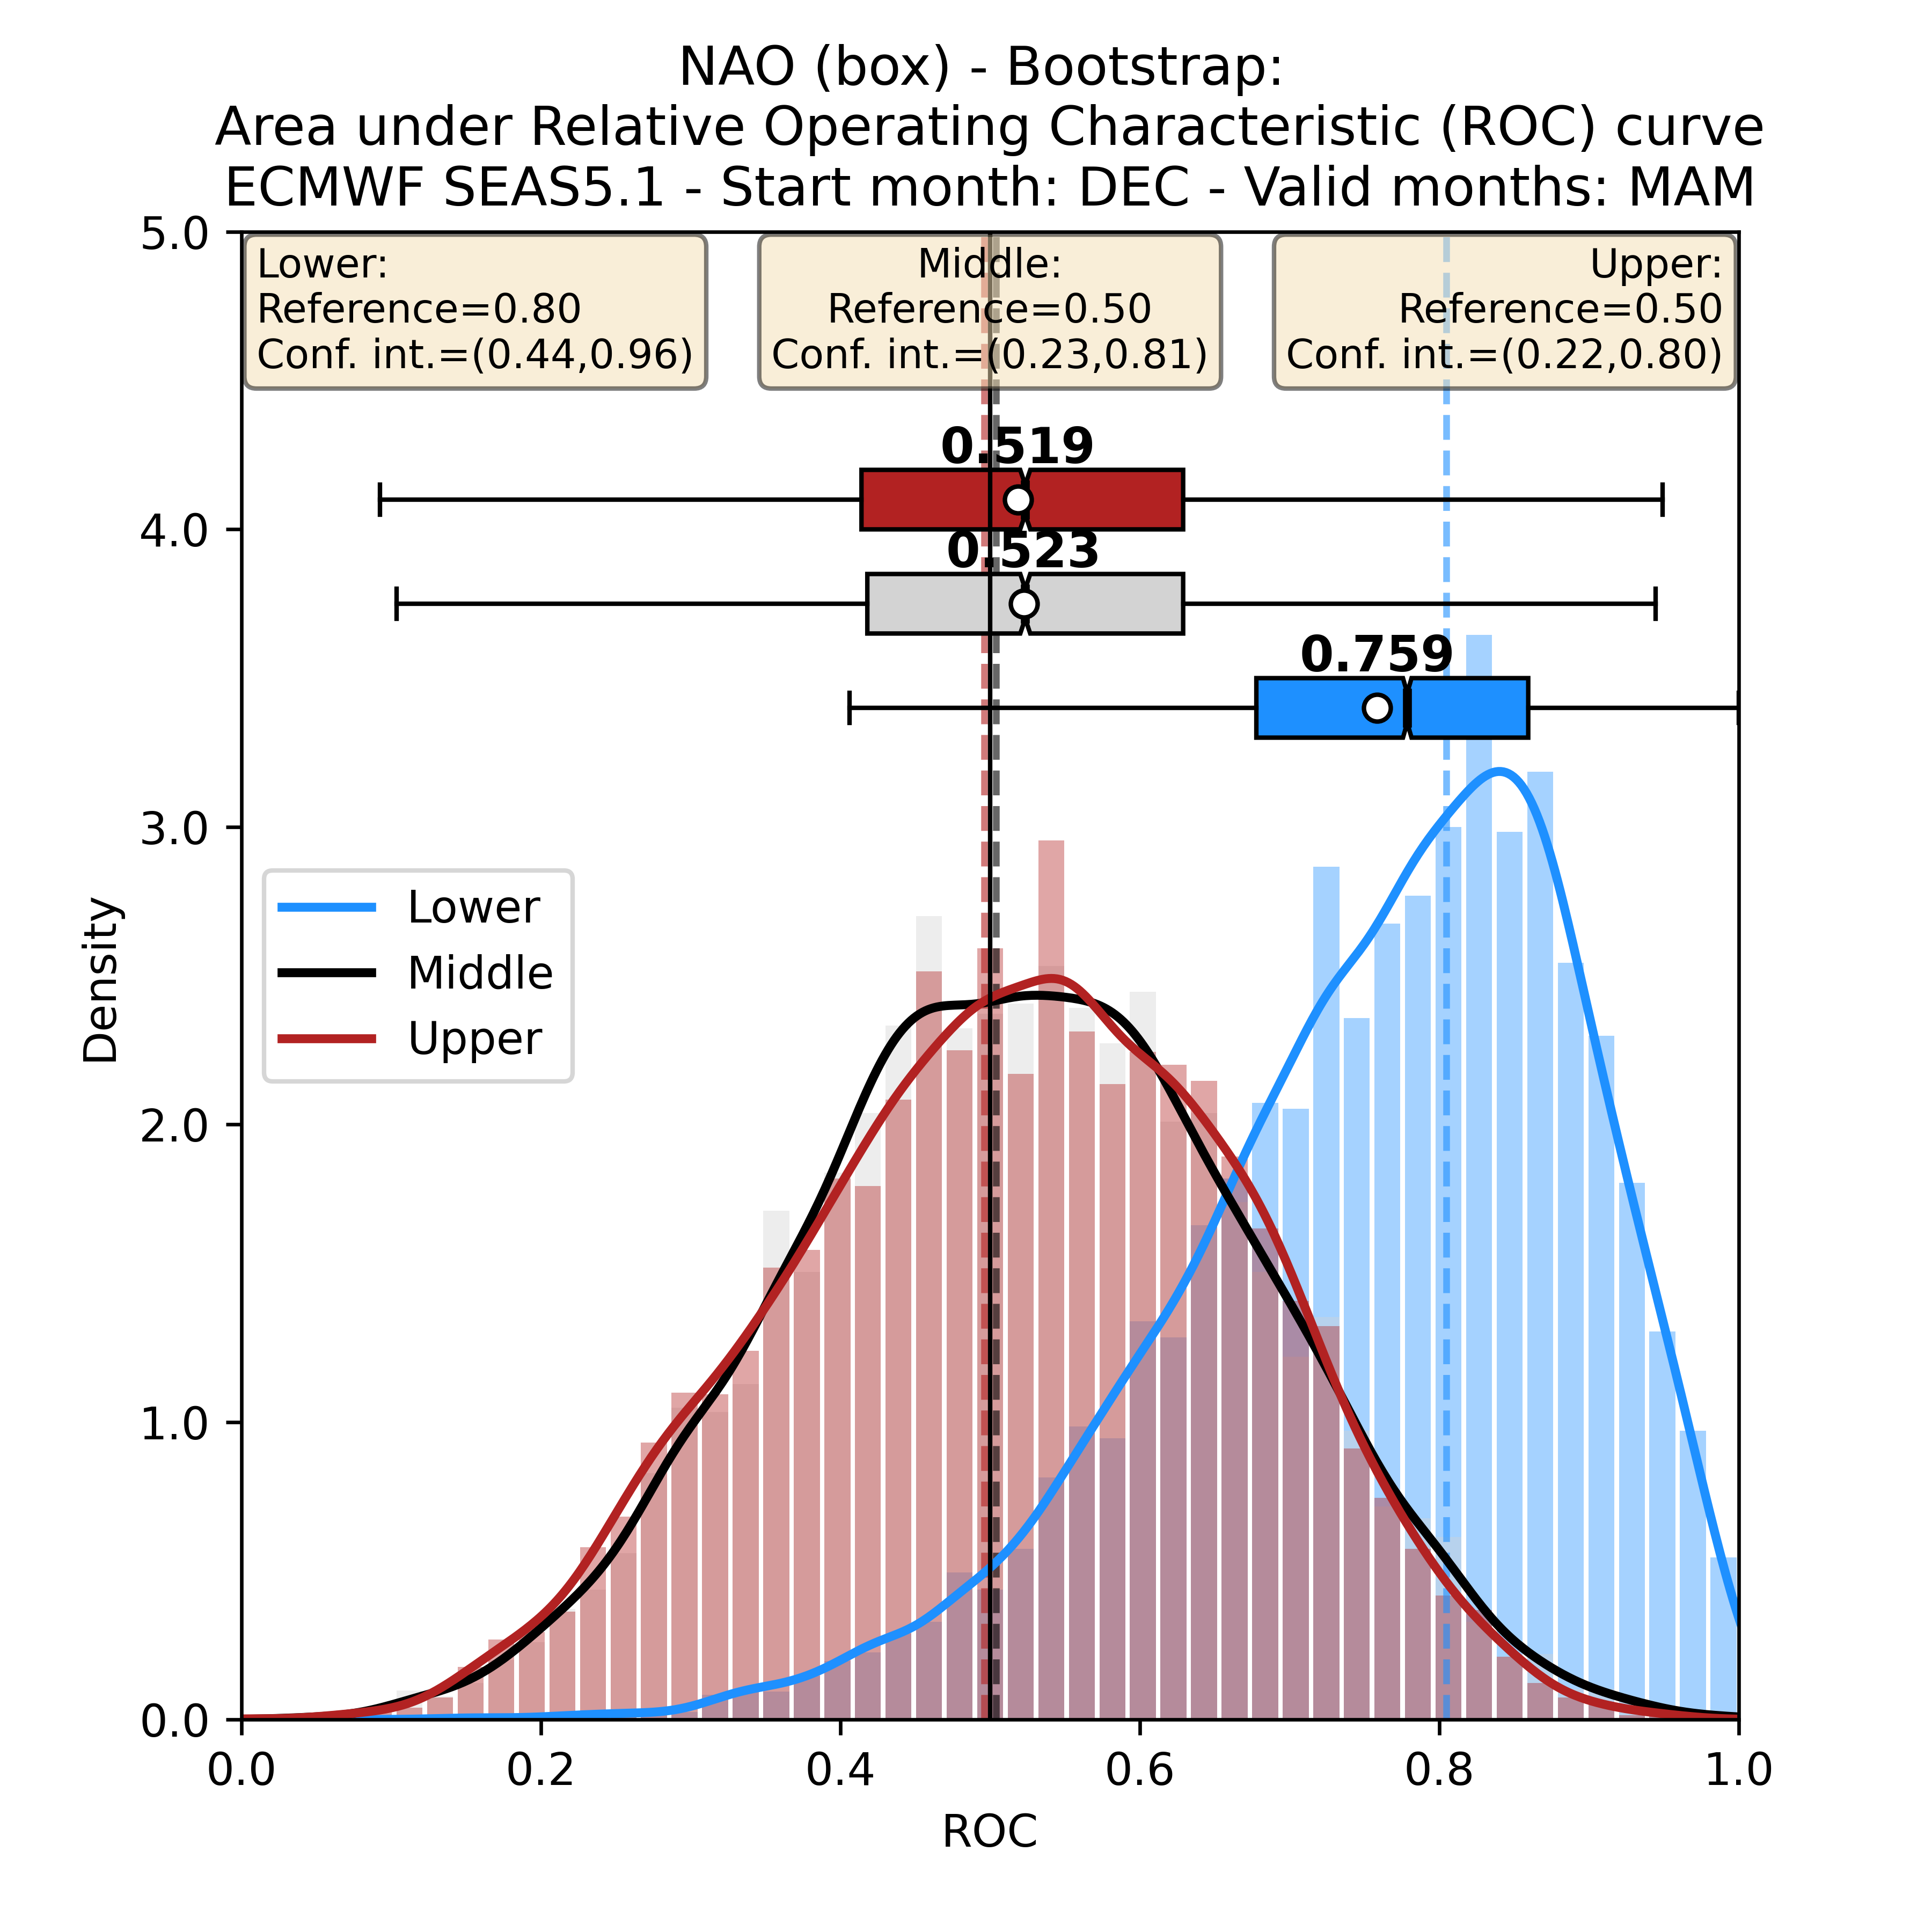 NAO (box) - Bootstrap:
Area under Relative Operating Characteristic (ROC) curve
ECMWF SEAS5.1 - Start month: DEC - Valid months: MAM
Lower:
Reference=0.80
Conf. int.=(0.44,0.96)
Middle:
Reference=0.50
Conf. int.=(0.23,0.81)
Upper:
Reference=0.50
Conf. int.=(0.22,0.80)
0.519
0.523
0.759
5.0
4.0
3.0
2.0
1.0
0.0
Density
Lower
Middle
Upper
0.0 0.2 0.4 0.6 0.8 1.0
ROC